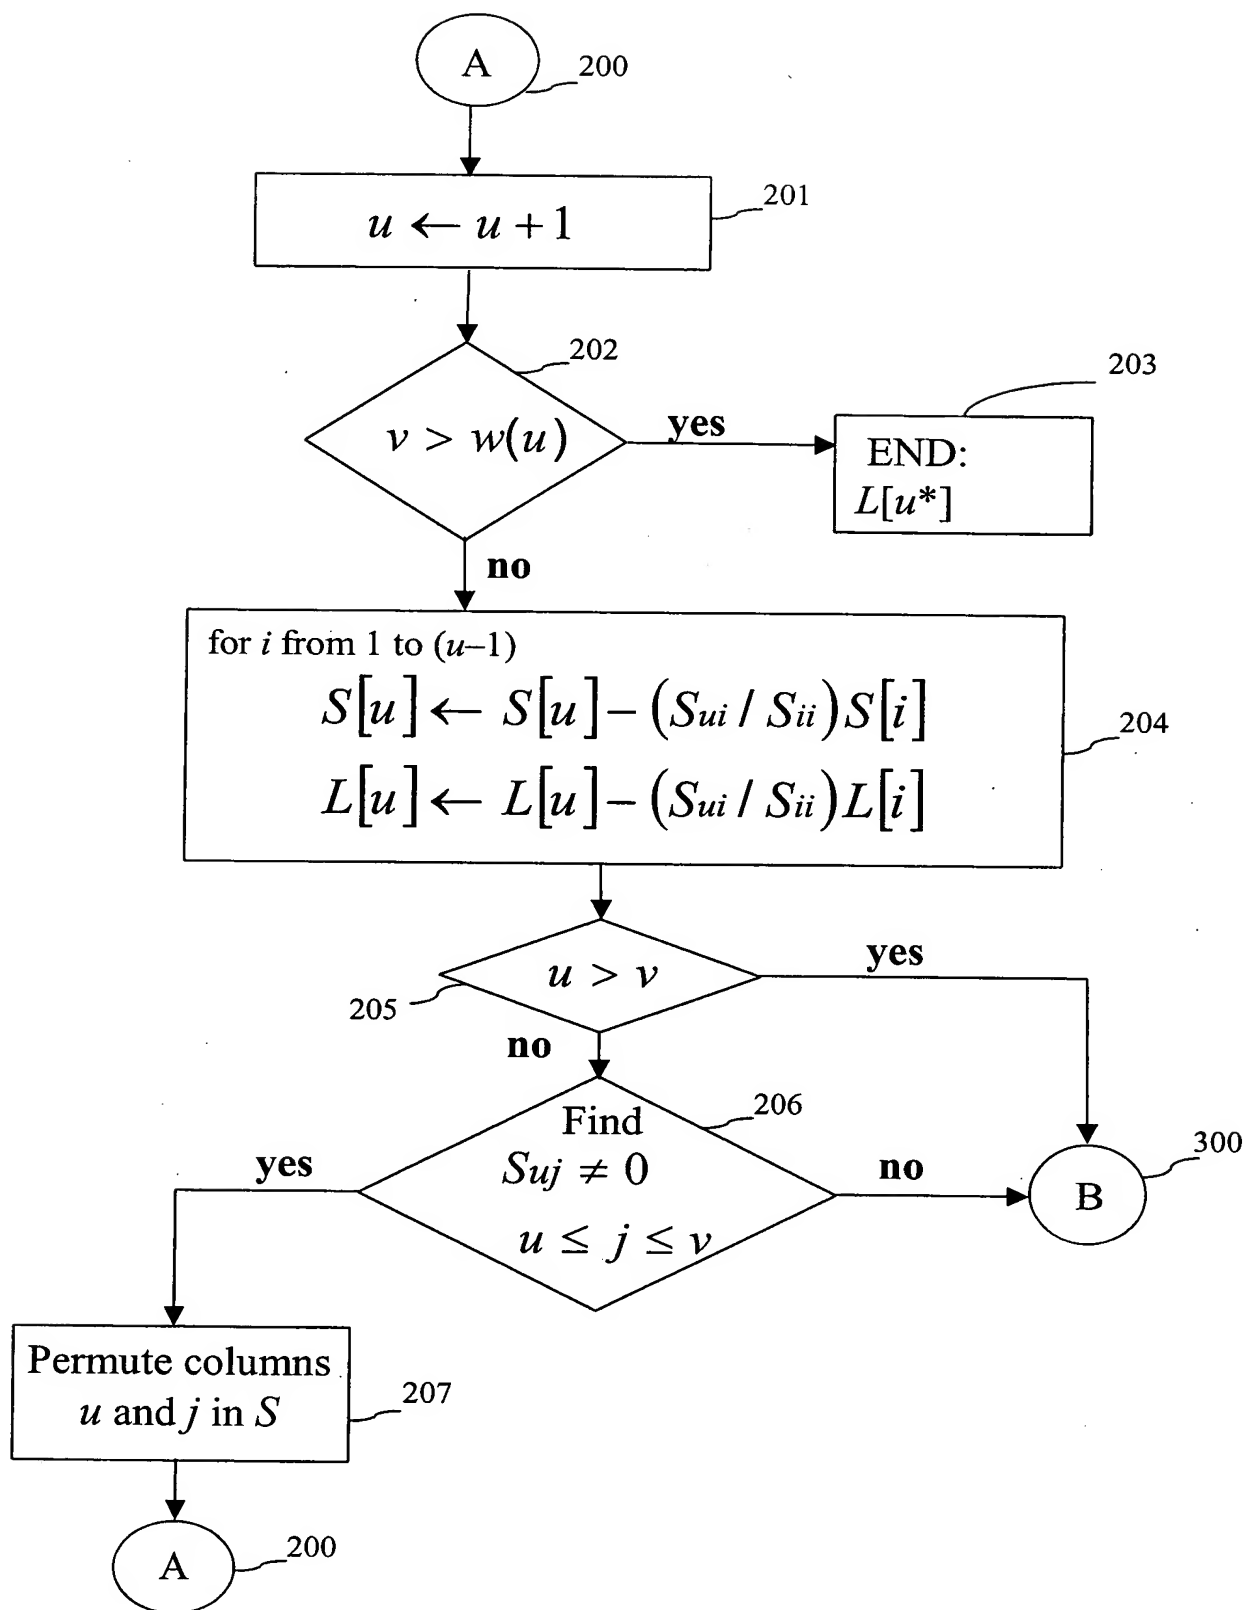 A
200
201
u ← u + 1
202
v > w(u)
yes
203
END:
L[u*]
no
for i from 1 to (u–1)
S[u] ← S[u] – (Sui / Sii) S[i]
L[u] ← L[u] – (Sui / Sii) L[i]
204
u > v
yes
205
no
206
Find
Suj ≠ 0
u ≤ j ≤ v
yes
no
300
B
Permute columns
u and j in S
207
A
200